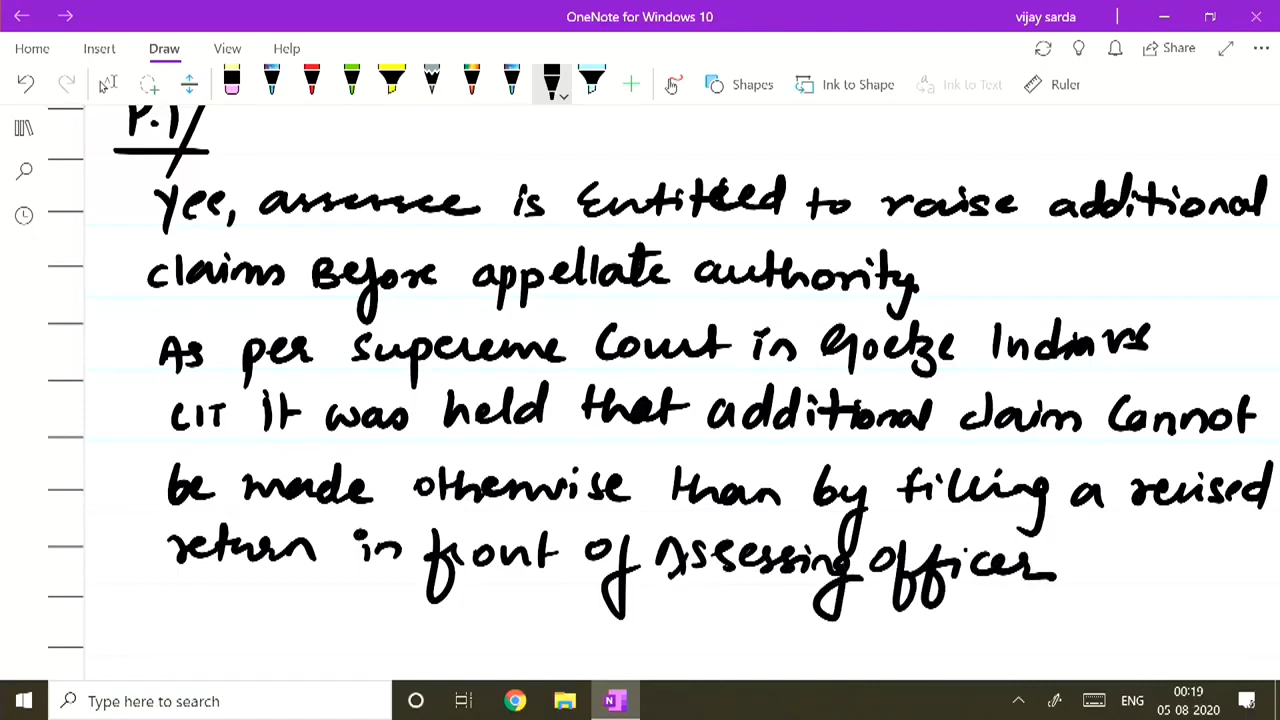 OneNote for Windows 10
vijay sarda
Home Insert Draw View Help
Share
Shapes Ink to Shape Ink to Text Ruler
P.1/
Yes, assessee is Entitled to raise additional
claims Before appellate authority.
As per Supereme Court in Goetze India vs
CIT it was held that additional claim Cannot
be made otherwise than by filling a revised
return in front of Assessing officer
Type here to search
ENG
00:19
05-08-2020